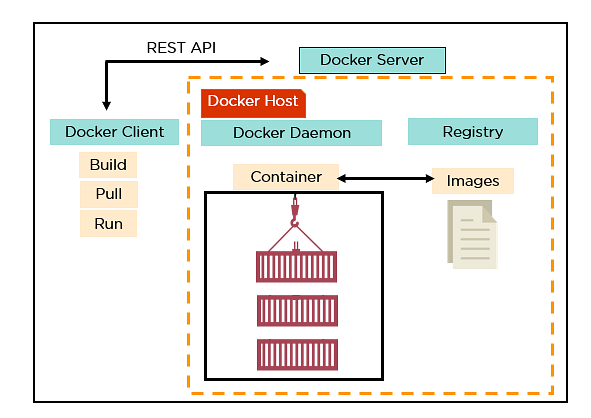 REST API
Docker Server
Docker Host
Docker Client
Docker Daemon
Registry
Build
Pull
Run
Container
Images